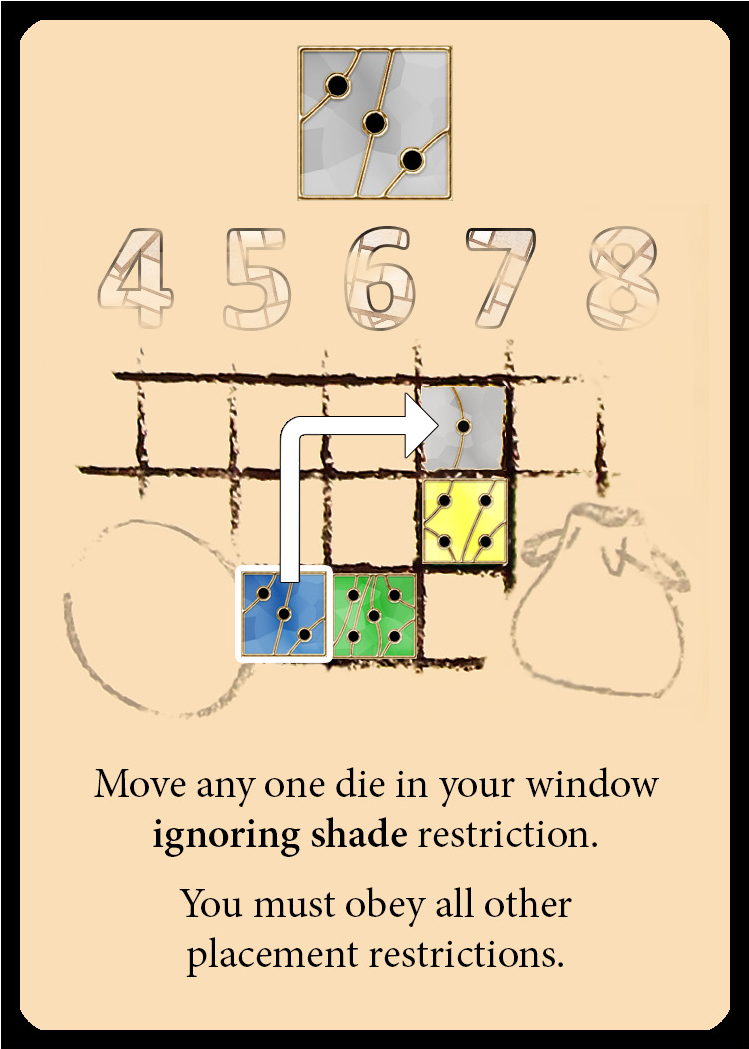 4 5 6 7 8
Move any one die in your window
ignoring shade restriction.
You must obey all other
placement restrictions.